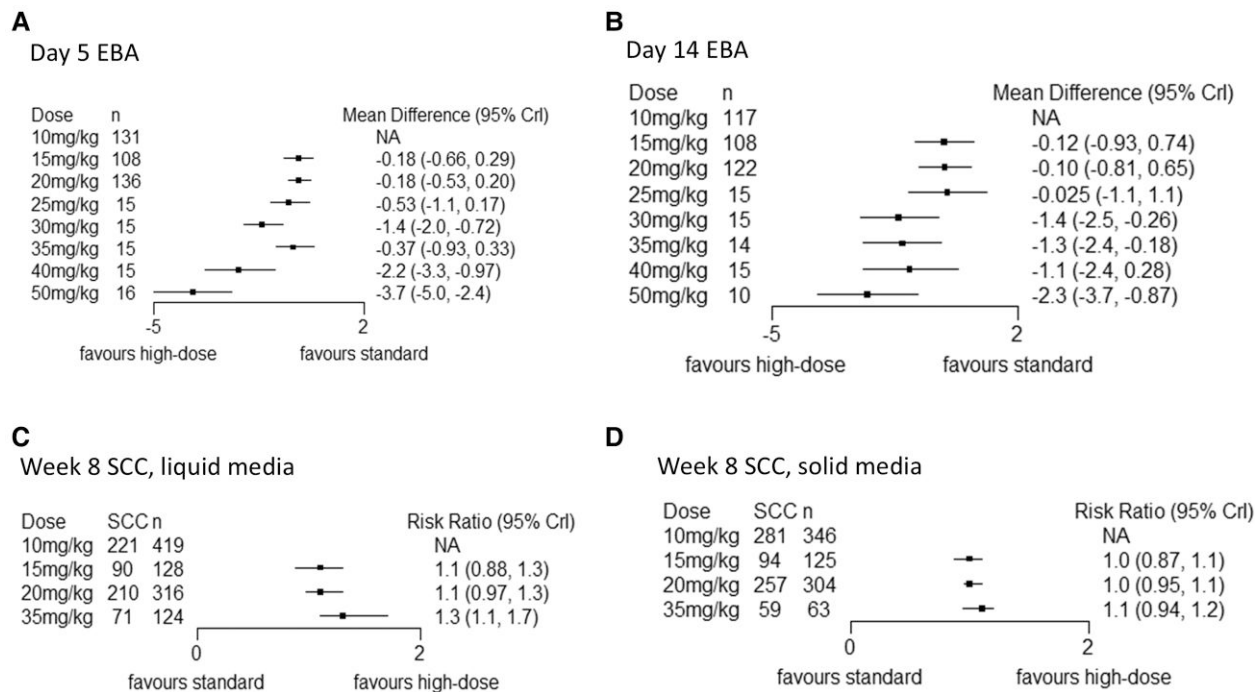 A
Day 5 EBA
Dose n Mean Difference (95% CrI)
10mg/kg 131 NA
15mg/kg 108 -0.18 (-0.66, 0.29)
20mg/kg 136 -0.18 (-0.53, 0.20)
25mg/kg 15 -0.53 (-1.1, 0.17)
30mg/kg 15 -1.4 (-2.0, -0.72)
35mg/kg 15 -0.37 (-0.93, 0.33)
40mg/kg 15 -2.2 (-3.3, -0.97)
50mg/kg 16 -3.7 (-5.0, -2.4)
-5 2
favours high-dose favours standard
B
Day 14 EBA
Dose n Mean Difference (95% CrI)
10mg/kg 117 NA
15mg/kg 108 -0.12 (-0.93, 0.74)
20mg/kg 122 -0.10 (-0.81, 0.65)
25mg/kg 15 -0.025 (-1.1, 1.1)
30mg/kg 15 -1.4 (-2.5, -0.26)
35mg/kg 14 -1.3 (-2.4, -0.18)
40mg/kg 15 -1.1 (-2.4, 0.28)
50mg/kg 10 -2.3 (-3.7, -0.87)
-5 2
favours high-dose favours standard
C
Week 8 SCC, liquid media
Dose SCC n Risk Ratio (95% CrI)
10mg/kg 221 419 NA
15mg/kg 90 128 1.1 (0.88, 1.3)
20mg/kg 210 316 1.1 (0.97, 1.3)
35mg/kg 71 124 1.3 (1.1, 1.7)
0 2
favours standard favours high-dose
D
Week 8 SCC, solid media
Dose SCC n Risk Ratio (95% CrI)
10mg/kg 281 346 NA
15mg/kg 94 125 1.0 (0.87, 1.1)
20mg/kg 257 304 1.0 (0.95, 1.1)
35mg/kg 59 63 1.1 (0.94, 1.2)
0 2
favours standard favours high-dose